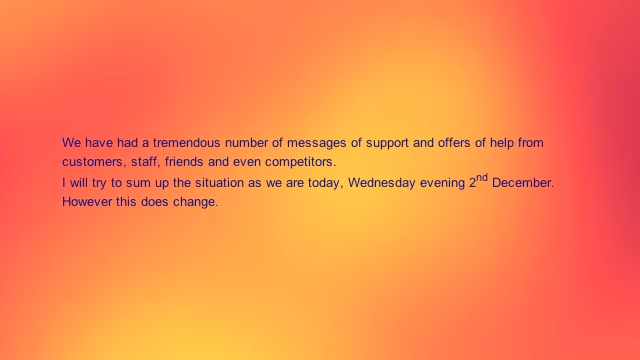 We have had a tremendous number of messages of support and offers of help from
customers, staff, friends and even competitors.
I will try to sum up the situation as we are today, Wednesday evening 2nd December.
However this does change.